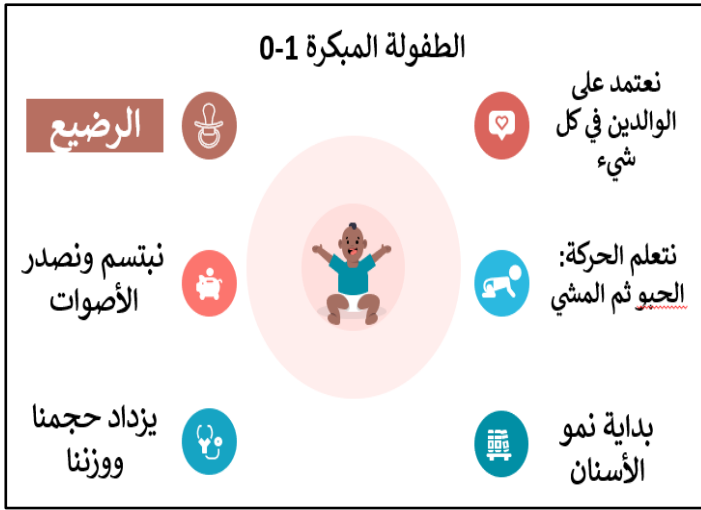 الطفولة المبكرة 1-0
نعتمد على
الوالدين في كل
شيء
الرضيع
نتعلم الحركة:
الحبو ثم المشي
نبتسم ونصدر
الأصوات
بداية نمو
الأسنان
يزداد حجمنا
ووزننا